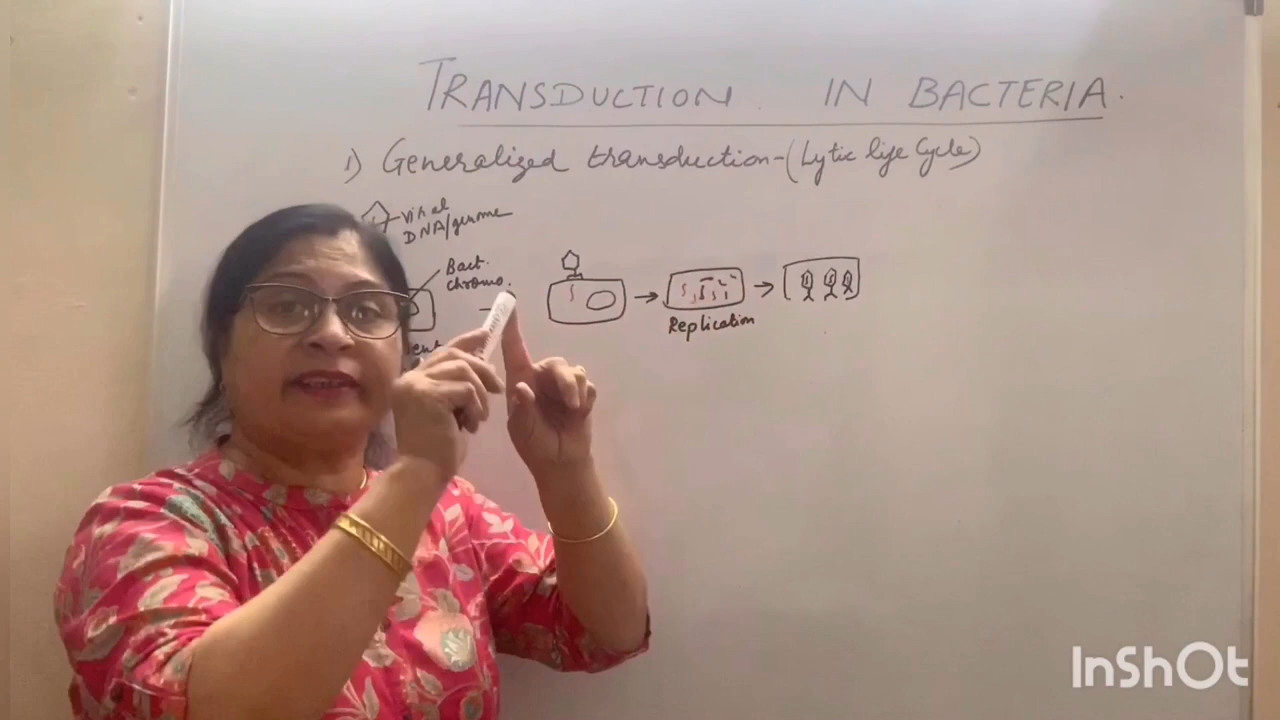 TRANSDUCTION IN BACTERIA.
1) Generalized transduction-(Lytic life Cycle)
Viral
DNA/genome
Bact.
chromo.
Replication
InShOt